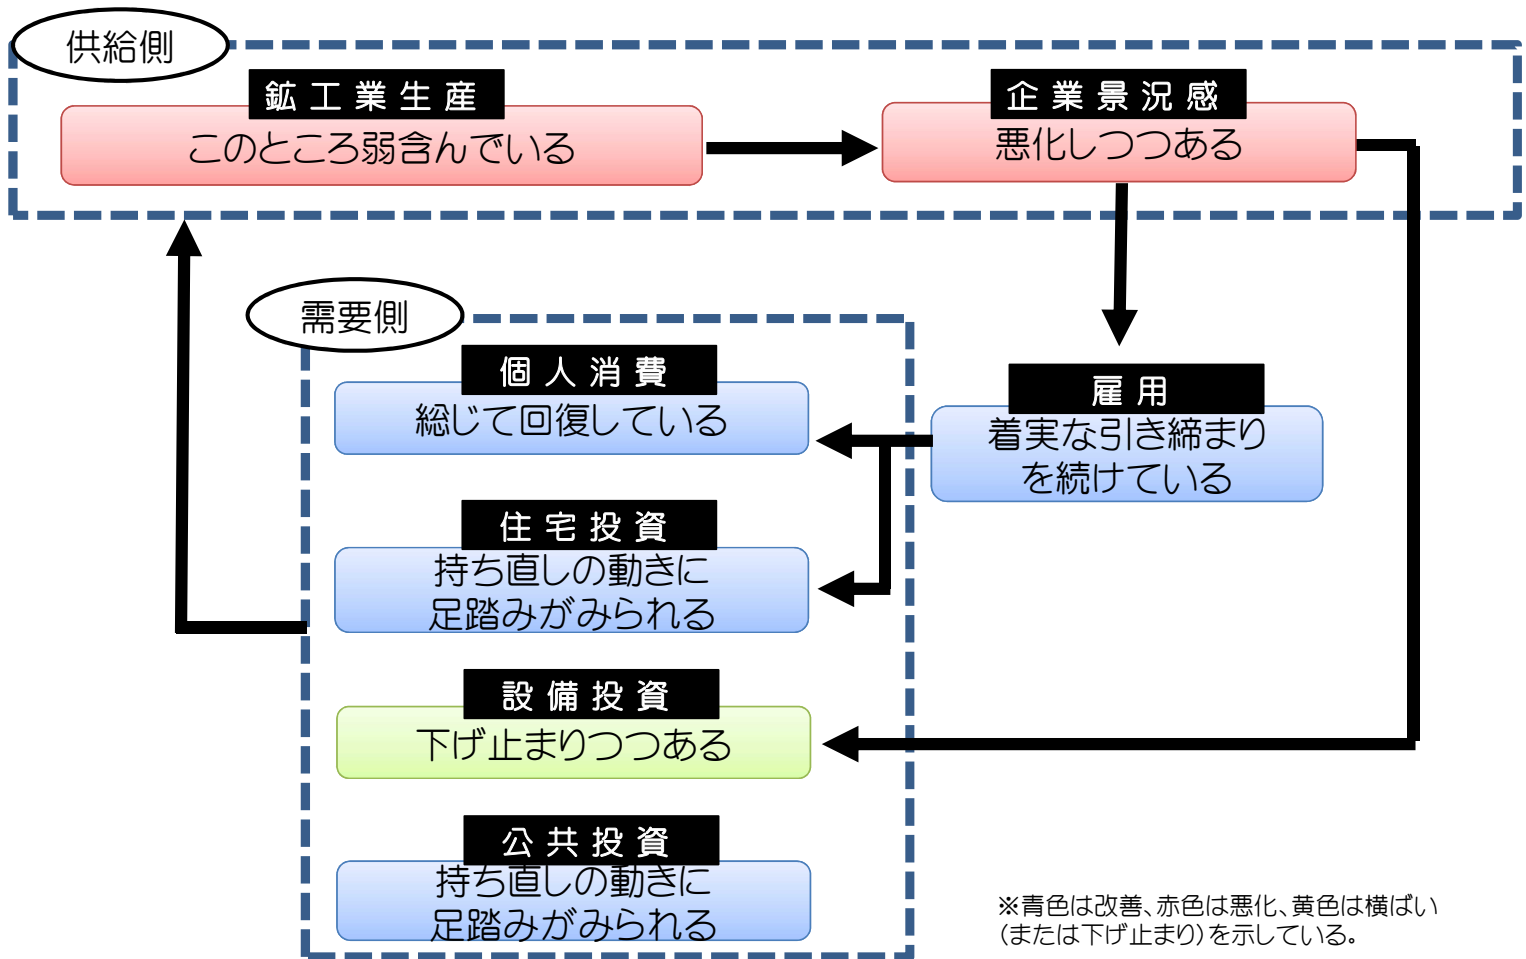 供給側
鉱工業生産
このところ弱含んでいる
企業景況感
悪化しつつある
需要側
個人消費
総じて回復している
雇用
着実な引き締まり
を続けている
住宅投資
持ち直しの動きに
足踏みがみられる
設備投資
下げ止まりつつある
公共投資
持ち直しの動きに
足踏みがみられる
※青色は改善、赤色は悪化、黄色は横ばい
(または下げ止まり)を示している。